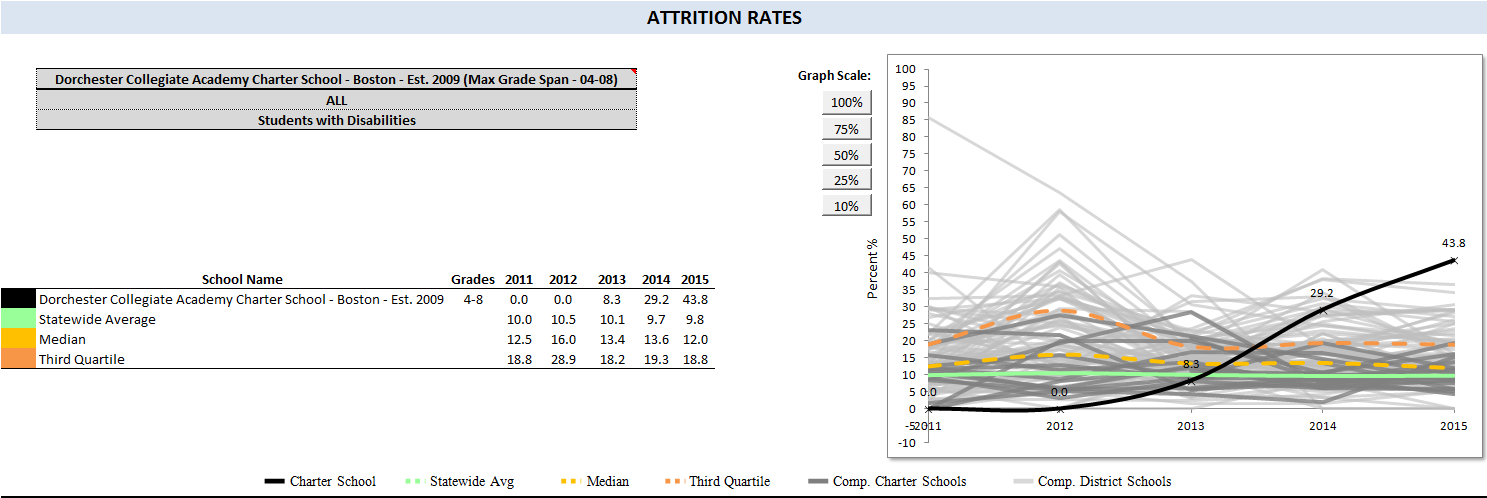 ATTRITION RATES
Dorchester Collegiate Academy Charter School - Boston - Est. 2009 (Max Grade Span - 04-08)
ALL
Students with Disabilities
School Name Grades 2011 2012 2013 2014 2015
Dorchester Collegiate Academy Charter School - Boston - Est. 2009 4-8 0.0 0.0 8.3 29.2 43.8
Statewide Average 10.0 10.5 10.1 9.7 9.8
Median 12.5 16.0 13.4 13.6 12.0
Third Quartile 18.8 28.9 18.2 19.3 18.8
Graph Scale:
100%
75%
50%
25%
10%
Percent %
100
95
90
85
80
75
70
65
60
55
50
45
40
35
30
25
20
15
10
5
0
-5
-10
0.0
0.0
8.3
29.2
43.8
2011 2012 2013 2014 2015
Charter School Statewide Avg Median Third Quartile Comp. Charter Schools Comp. District Schools